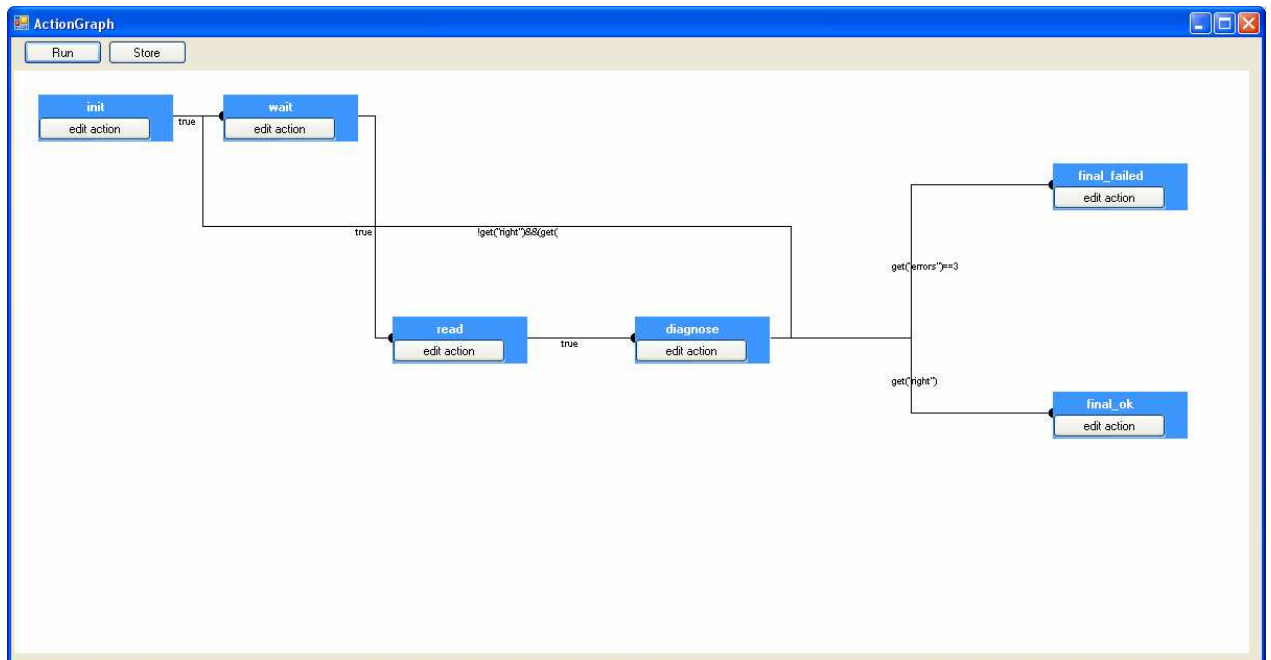 ActionGraph
Run Store
init wait
true
edit action edit action
final_failed
edit action
true !get("right")&&(get(
get("errors")==3
read diagnose
true
edit action edit action
get("right")
final_ok
edit action